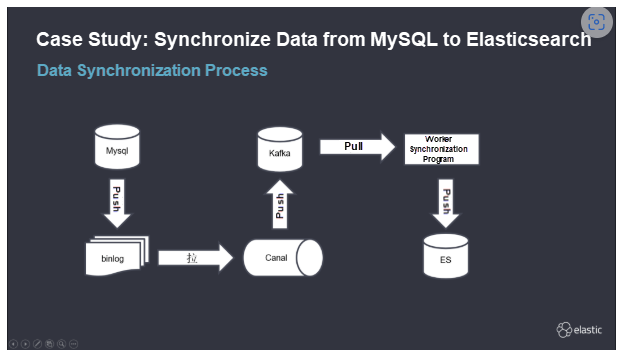 Case Study: Synchronize Data from MySQL to Elasticsearch
Data Synchronization Process
Mysql
Kafka
Pull
Worker
Synchronization
Program
Push
Push
Push
binlog
拉
Canal
ES
elastic